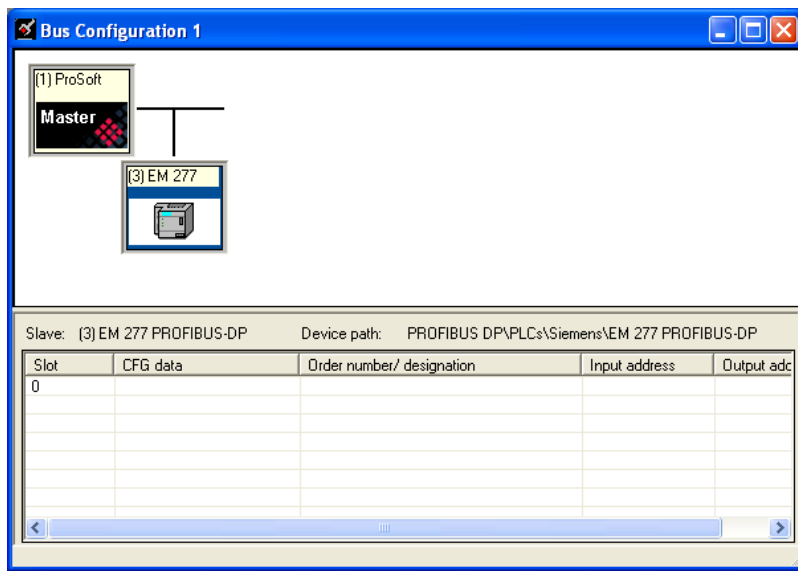 Bus Configuration 1
(1) ProSoft
Master
(3) EM 277
Slave: (3) EM 277 PROFIBUS-DP Device path: PROFIBUS DP\PLCs\Siemens\EM 277 PROFIBUS-DP
Slot CFG data Order number/ designation Input address Output adc
0